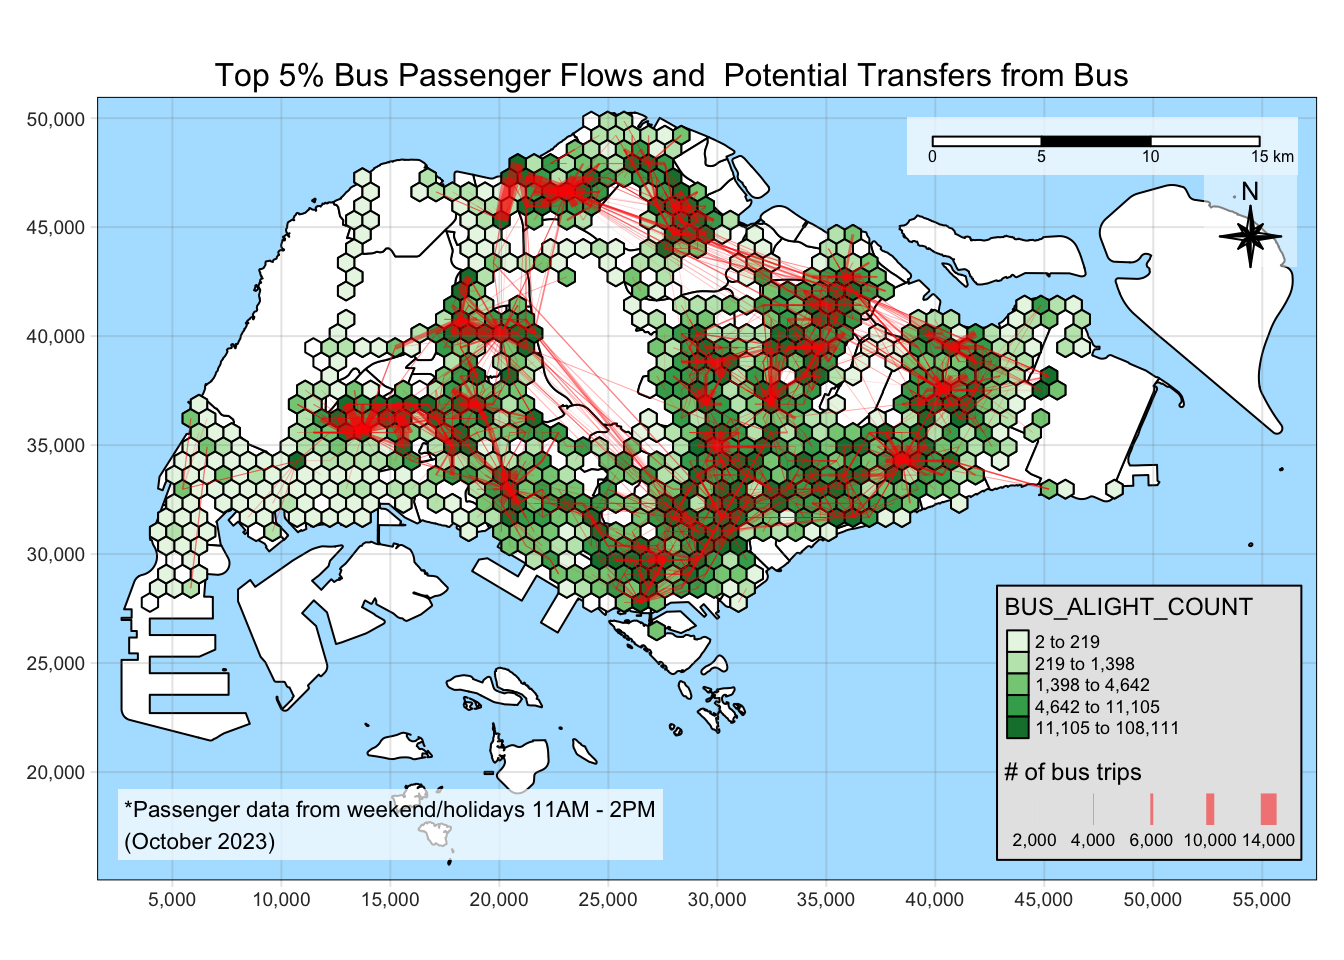 Top 5% Bus Passenger Flows and  Potential Transfers from Bus
50,000
45,000
40,000
35,000
30,000
25,000
20,000
0 5 10 15 km
N
BUS_ALIGHT_COUNT
2 to 219
219 to 1,398
1,398 to 4,642
4,642 to 11,105
11,105 to 108,111
# of bus trips
2,000 4,000 6,000 10,000 14,000
*Passenger data from weekend/holidays 11AM - 2PM
(October 2023)
5,000 10,000 15,000 20,000 25,000 30,000 35,000 40,000 45,000 50,000 55,000